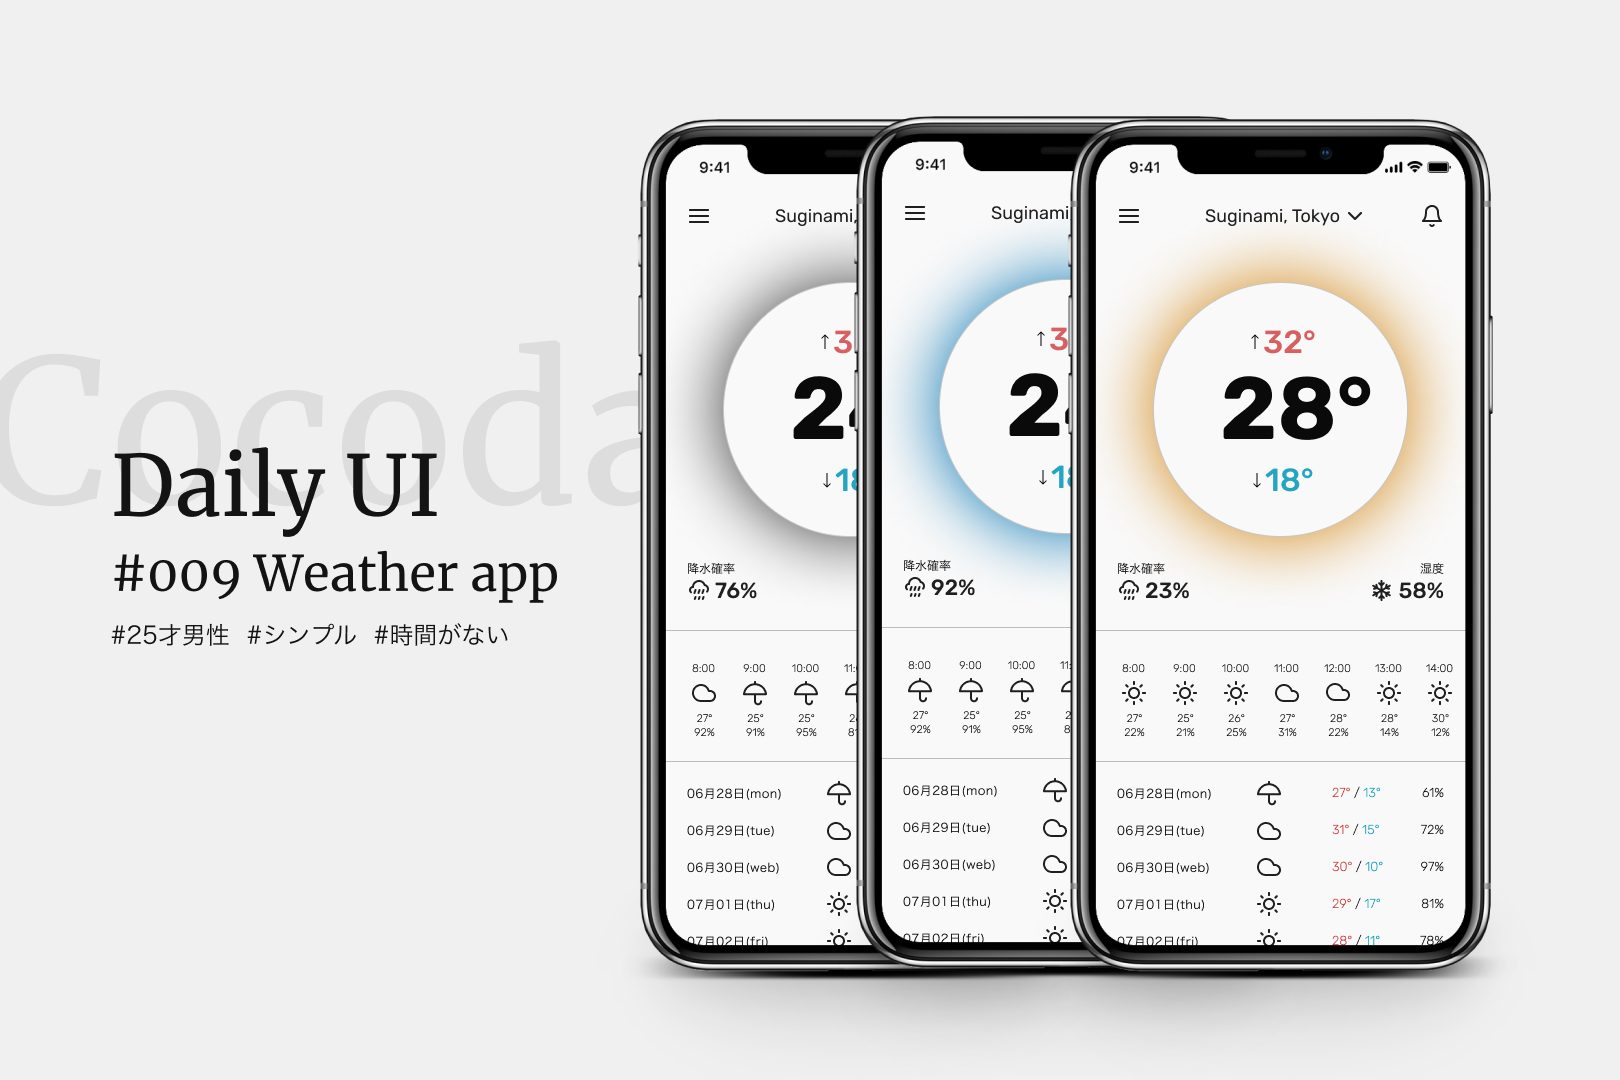 Cocoda
Daily UI
#009 Weather app
#25才男性 #シンプル #時間がない
9:41
Suginami,
降水確率
76%
8:00 9:00 10:00
27° 25° 25°
92% 91% 95%
06月28日(mon)
06月29日(tue)
06月30日(web)
07月01日(thu)
07月02日(fri)
9:41
Suginami
降水確率
92%
8:00 9:00 10:00
27° 25° 25°
92% 91% 95%
06月28日(mon)
06月29日(tue)
06月30日(web)
07月01日(thu)
07月02日(fri)
9:41
Suginami, Tokyo
↑32°
28°
↓18°
降水確率 湿度
23% 58%
8:00 9:00 10:00 11:00 12:00 13:00 14:00
27° 25° 26° 27° 28° 28° 30°
22% 21% 25% 31% 22% 14% 12%
06月28日(mon) 27° / 13° 61%
06月29日(tue) 31° / 15° 72%
06月30日(web) 30° / 10° 97%
07月01日(thu) 29° / 17° 81%
07月02日(fri) 28° / 11° 78%